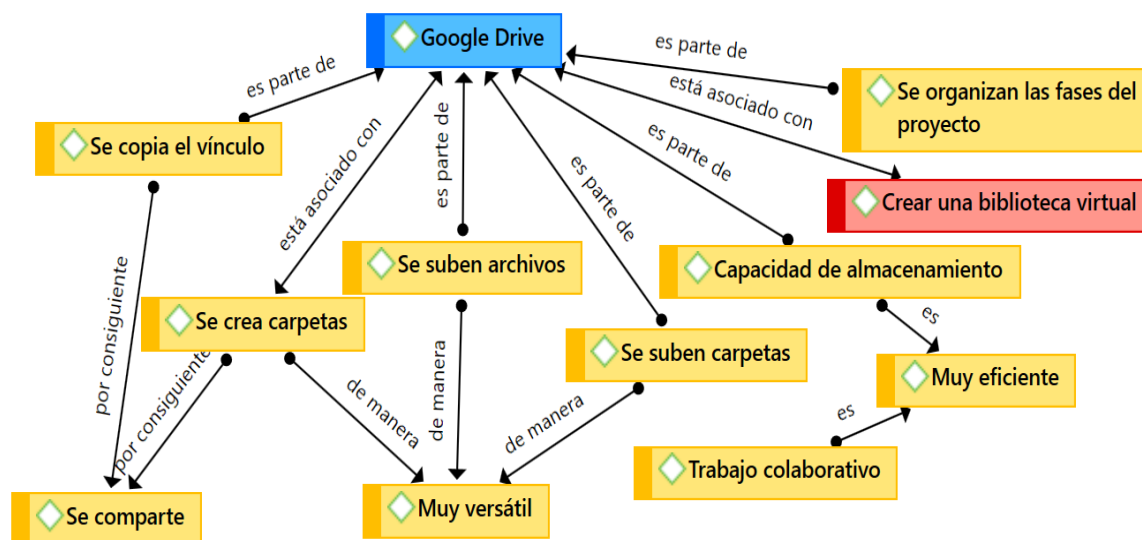 Google Drive
es parte de
es parte de
Se organizan las fases del
proyecto
está asociado con
Se copia el vínculo
es parte de
es parte de
está asociado con
es parte de
Crear una biblioteca virtual
Se suben archivos
Capacidad de almacenamiento
Se crea carpetas
es
por consiguiente
Se suben carpetas
por consiguiente
de manera
de manera
de manera
Muy eficiente
es
Trabajo colaborativo
Se comparte
Muy versátil